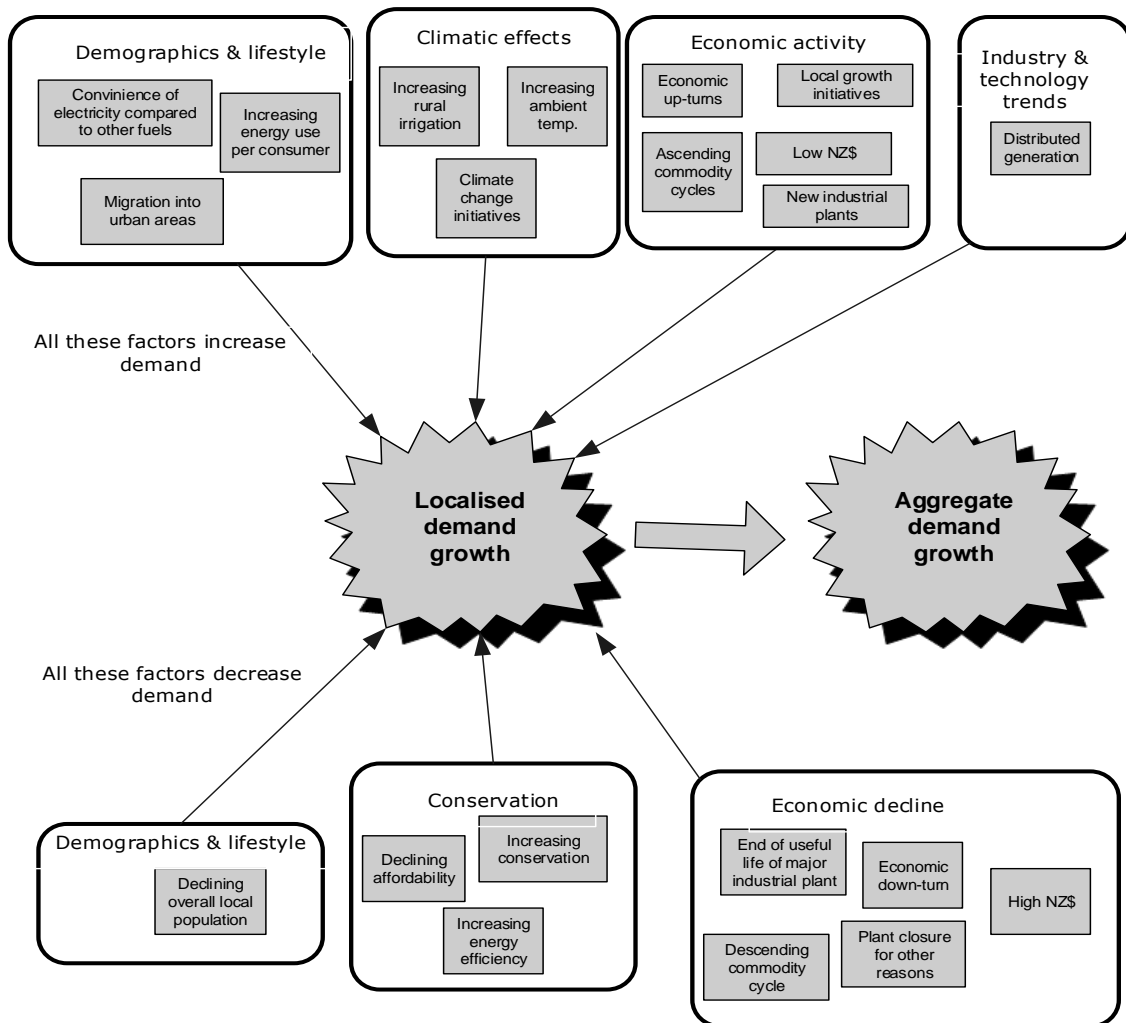 Demographics & lifestyle
Convinience of
electricity compared
to other fuels
Increasing
energy use
per consumer
Migration into
urban areas
Climatic effects
Increasing
rural
irrigation
Increasing
ambient
temp.
Climate
change
initiatives
Economic activity
Economic
up-turns
Local growth
initiatives
Ascending
commodity
cycles
Low NZ$
New industrial
plants
Industry &
technology
trends
Distributed
generation
All these factors increase
demand
Localised
demand
growth
Aggregate
demand
growth
All these factors decrease
demand
Demographics & lifestyle
Declining
overall local
population
Conservation
Declining
affordability
Increasing
conservation
Increasing
energy
efficiency
Economic decline
End of useful
life of major
industrial plant
Economic
down-turn
High NZ$
Descending
commodity
cycle
Plant closure
for other
reasons